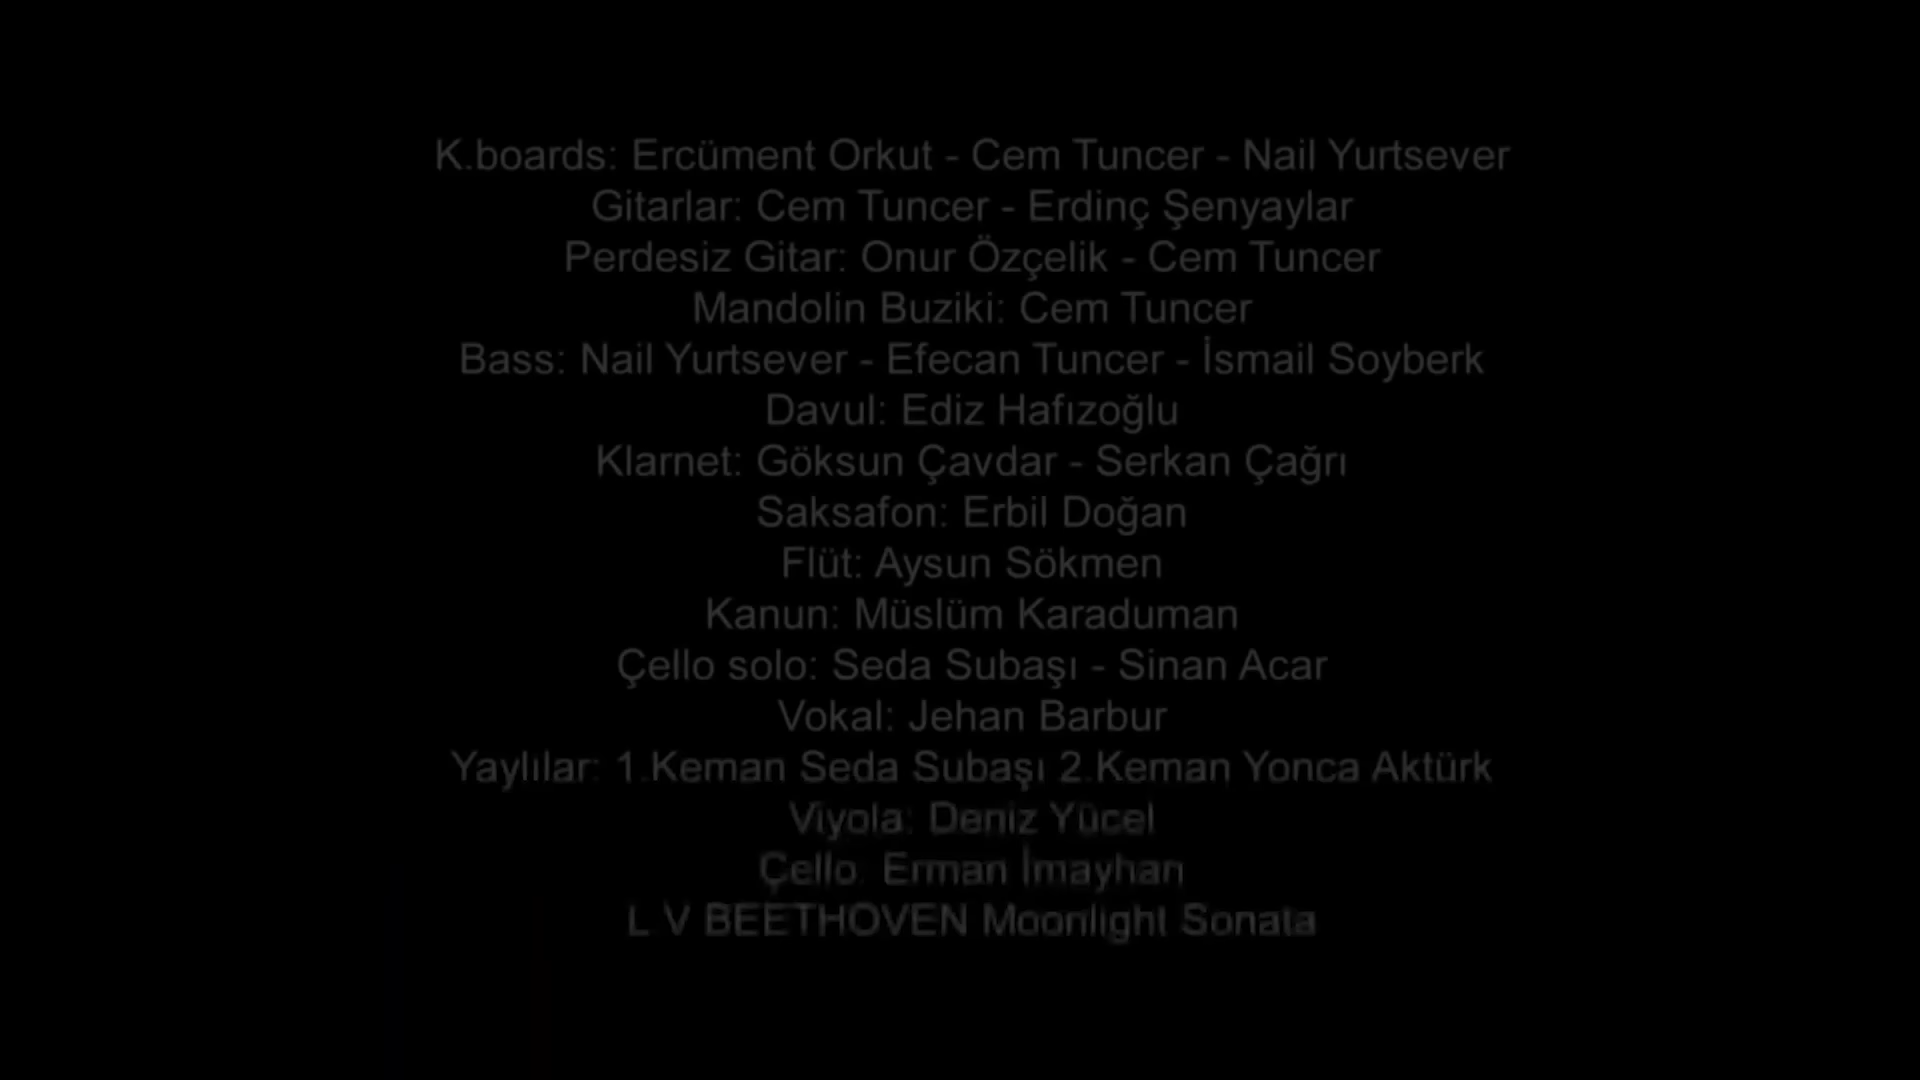 K.boards: Ercüment Orkut - Cem Tuncer - Nail Yurtsever
Gitarlar: Cem Tuncer - Erdinç Şenyaylar
Perdesiz Gitar: Onur Özçelik - Cem Tuncer
Mandolin Buziki: Cem Tuncer
Bass: Nail Yurtsever - Efecan Tuncer - İsmail Soyberk
Davul: Ediz Hafızoğlu
Klarnet: Göksun Çavdar - Serkan Çağrı
Saksafon: Erbil Doğan
Flüt: Aysun Sökmen
Kanun: Müslüm Karaduman
Çello solo: Seda Subaşı - Sinan Acar
Vokal: Jehan Barbur
Yaylılar: 1.Keman Seda Subaşı 2.Keman Yonca Aktürk
Viyola: Deniz Yücel
Çello: Erman İmayhan
L.V BEETHOVEN Moonlight Sonata